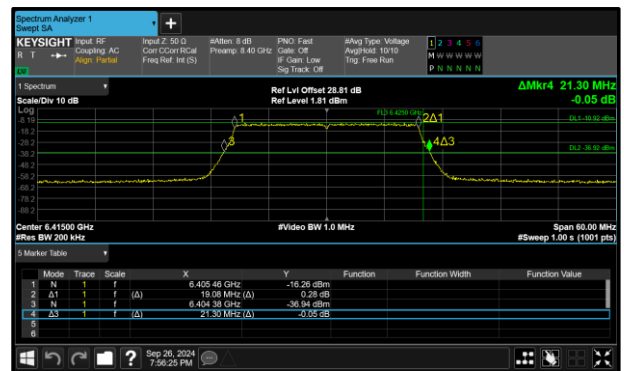 Spectrum Analyzer 1
Swept SA
KEYSIGHT
R T
LXI
Input: RF
Coupling: AC
Align: Partial
Input Z: 50 Ω
Corr CCorr RCal
Freq Ref: Int (S)
#Atten: 8 dB
Preamp: 8.40 GHz
PNO: Fast
Gate: Off
IF Gain: Low
Sig Track: Off
#Avg Type: Voltage
Avg|Hold: 10/10
Trig: Free Run
1 2 3 4 5 6
M W W W W W
P N N N N N
1 Spectrum
Scale/Div 10 dB
Ref Lvl Offset 28.81 dB
Ref Level 1.81 dBm
ΔMkr4 21.30 MHz
-0.05 dB
Log
-8.19
-18.2
-28.2
-38.2
-48.2
-58.2
-68.2
-78.2
-88.2
1
3
2Δ1
4Δ3
DL1 -10.92 dBm
DL2 -36.92 dBm
Center 6.41500 GHz
#Res BW 200 kHz
#Video BW 1.0 MHz
Span 60.00 MHz
#Sweep 1.00 s (1001 pts)
5 Marker Table
Mode Trace Scale X Y Function Function Width Function Value
1 N 1 f 6.405 46 GHz -16.26 dBm
2 Δ1 1 f (Δ) 19.08 MHz (Δ) 0.28 dB
3 N 1 f 6.404 38 GHz -36.94 dBm
4 Δ3 1 f (Δ) 21.30 MHz (Δ) -0.05 dB
5
6
Sep 26, 2024
7:56:25 PM